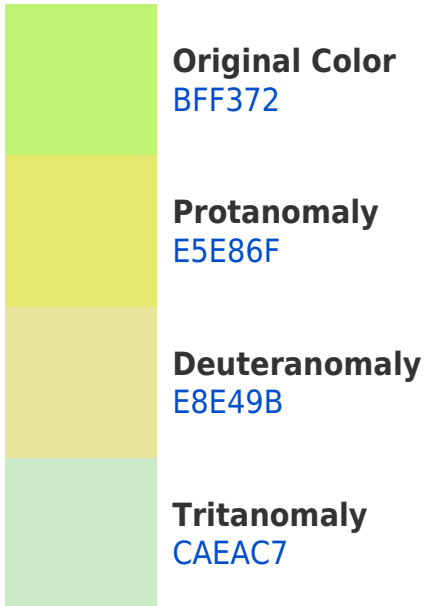 Original Color
BFF372
Protanomaly
E5E86F
Deuteranomaly
E8E49B
Tritanomaly
CAEAC7